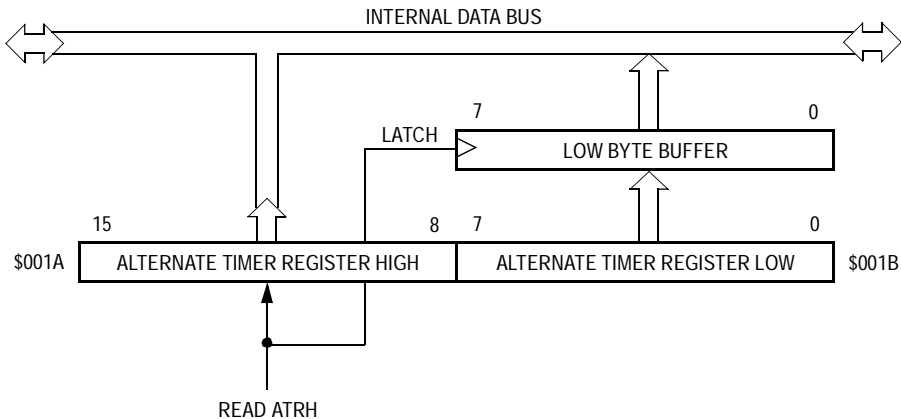 INTERNAL DATA BUS
7 0
LATCH
LOW BYTE BUFFER
15 8 7 0
$001A ALTERNATE TIMER REGISTER HIGH ALTERNATE TIMER REGISTER LOW $001B
READ ATRH